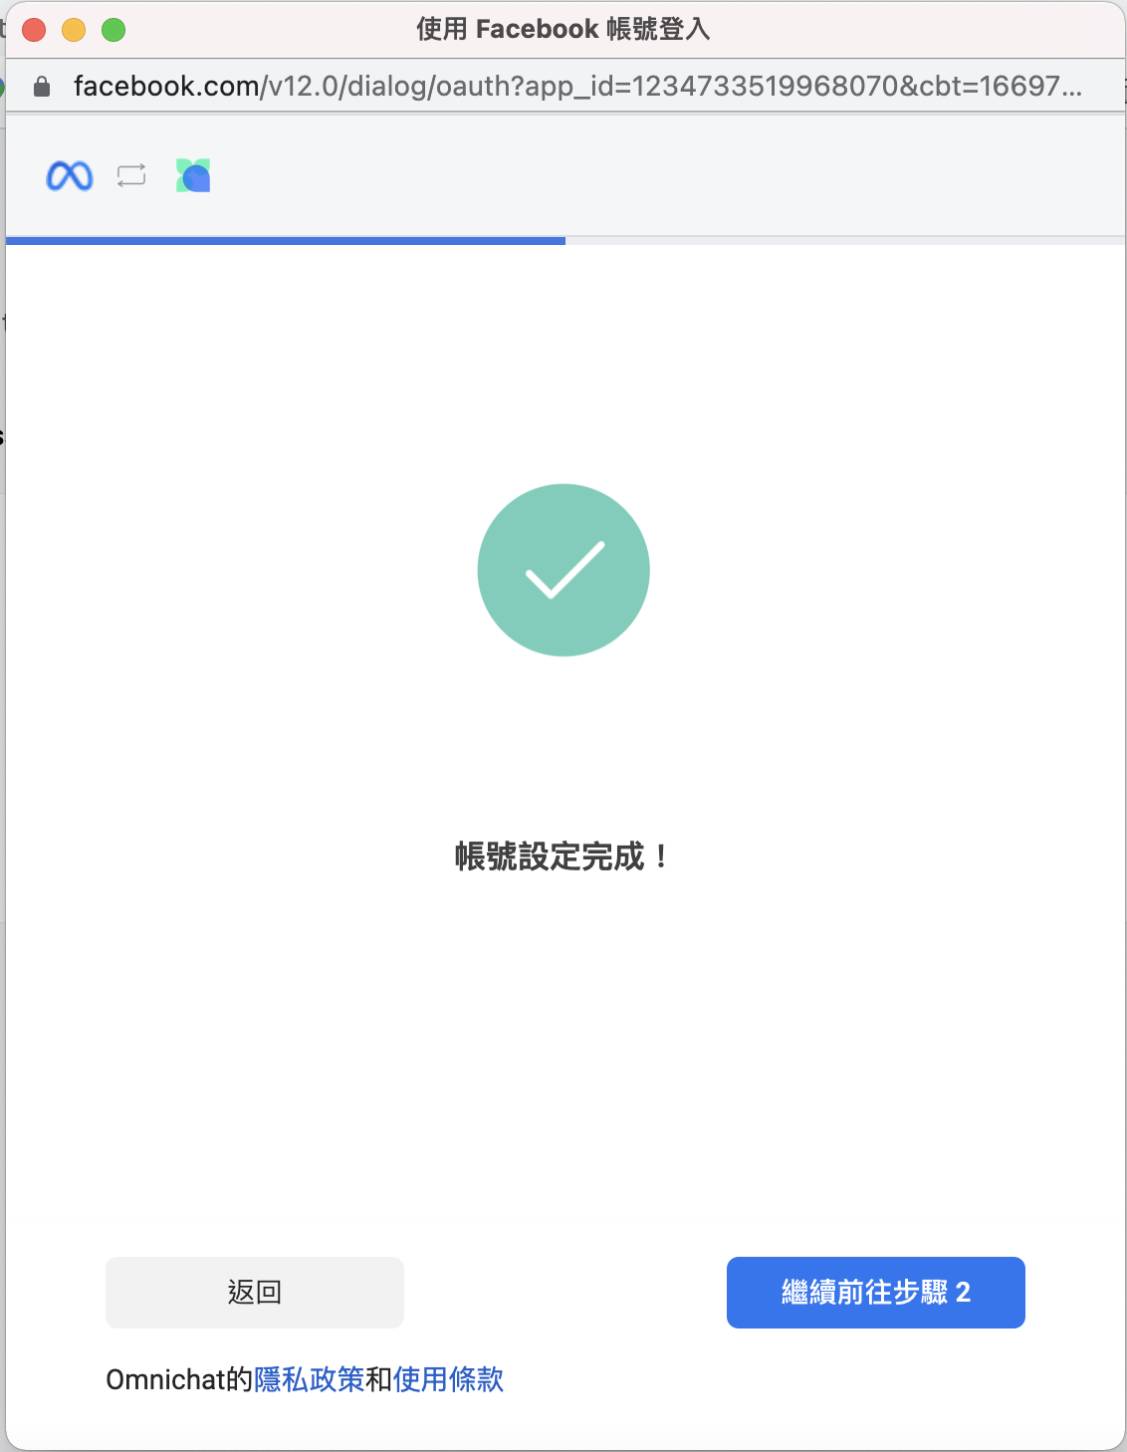 使用 Facebook 帳號登入
facebook.com/v12.0/dialog/oauth?app_id=1234733519968070&cbt=16697...
帳號設定完成！
返回
繼續前往步驟 2
Omnichat的隱私政策和使用條款